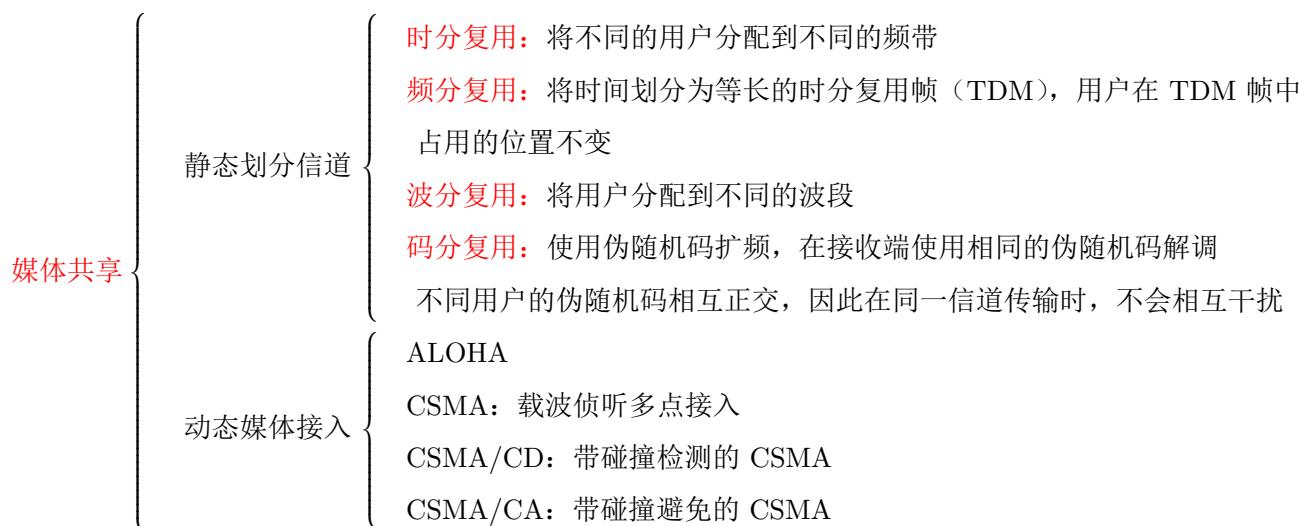 时分复用：将不同的用户分配到不同的频带
频分复用：将时间划分为等长的时分复用帧（TDM），用户在 TDM 帧中
占用的位置不变
静态划分信道
波分复用：将用户分配到不同的波段
码分复用：使用伪随机码扩频，在接收端使用相同的伪随机码解调
媒体共享
不同用户的伪随机码相互正交，因此在同一信道传输时，不会相互干扰
ALOHA
CSMA：载波侦听多点接入
动态媒体接入
CSMA/CD：带碰撞检测的 CSMA
CSMA/CA：带碰撞避免的 CSMA